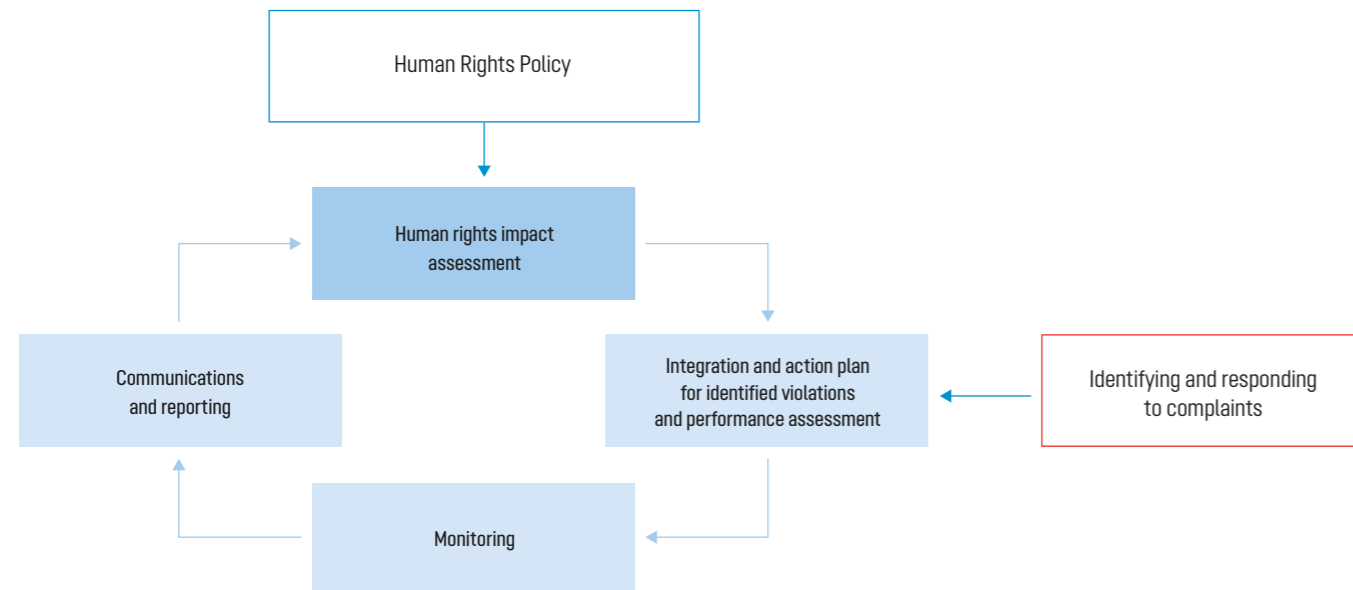 Human Rights Policy
Human rights impact
assessment
Communications
and reporting
Integration and action plan
for identified violations
and performance assessment
Identifying and responding
to complaints
Monitoring